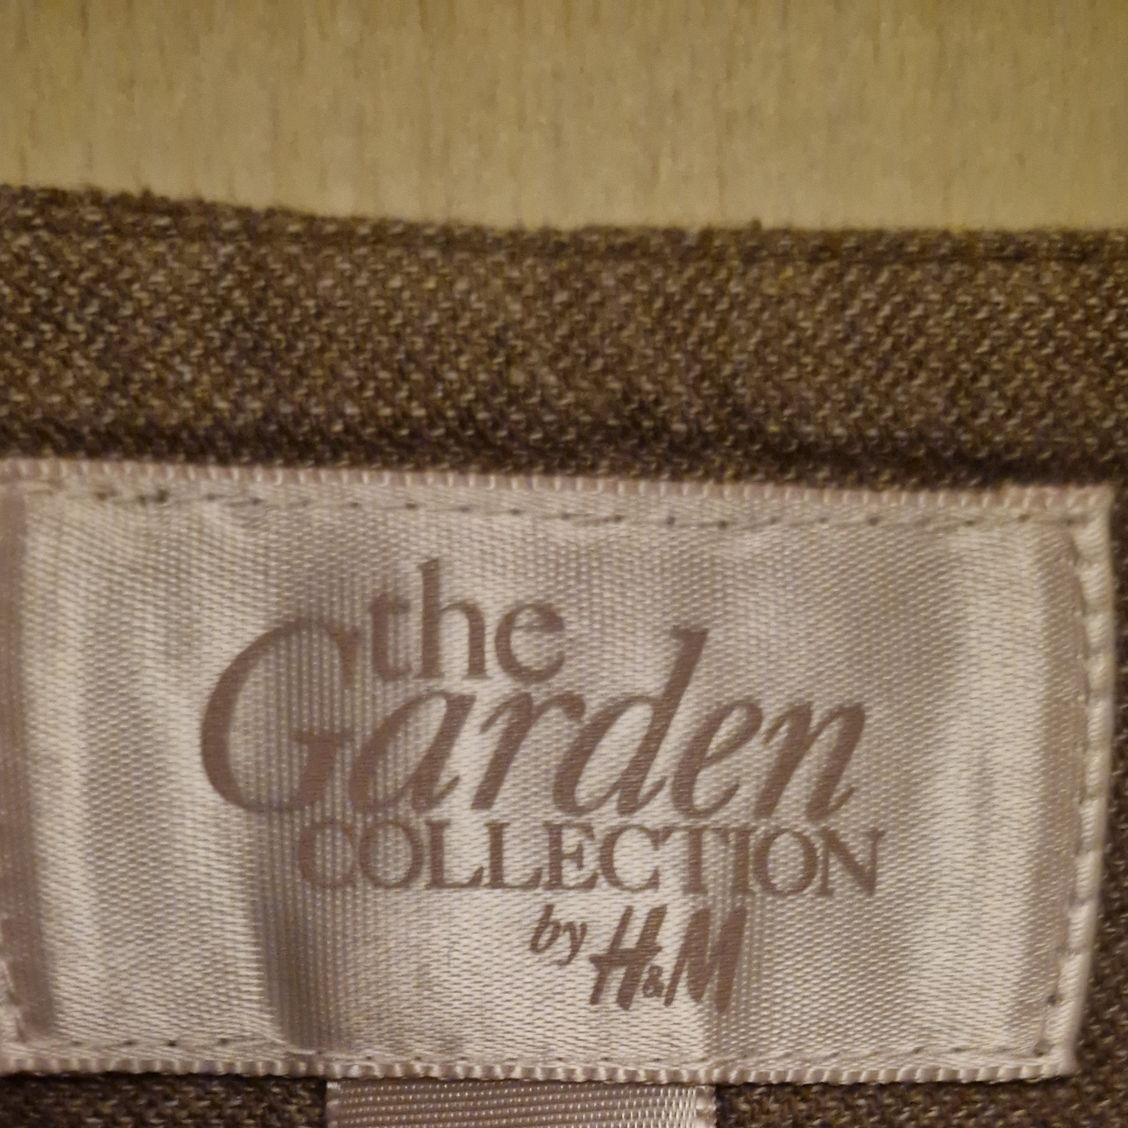 the
Garden
COLLECTION
by H&M